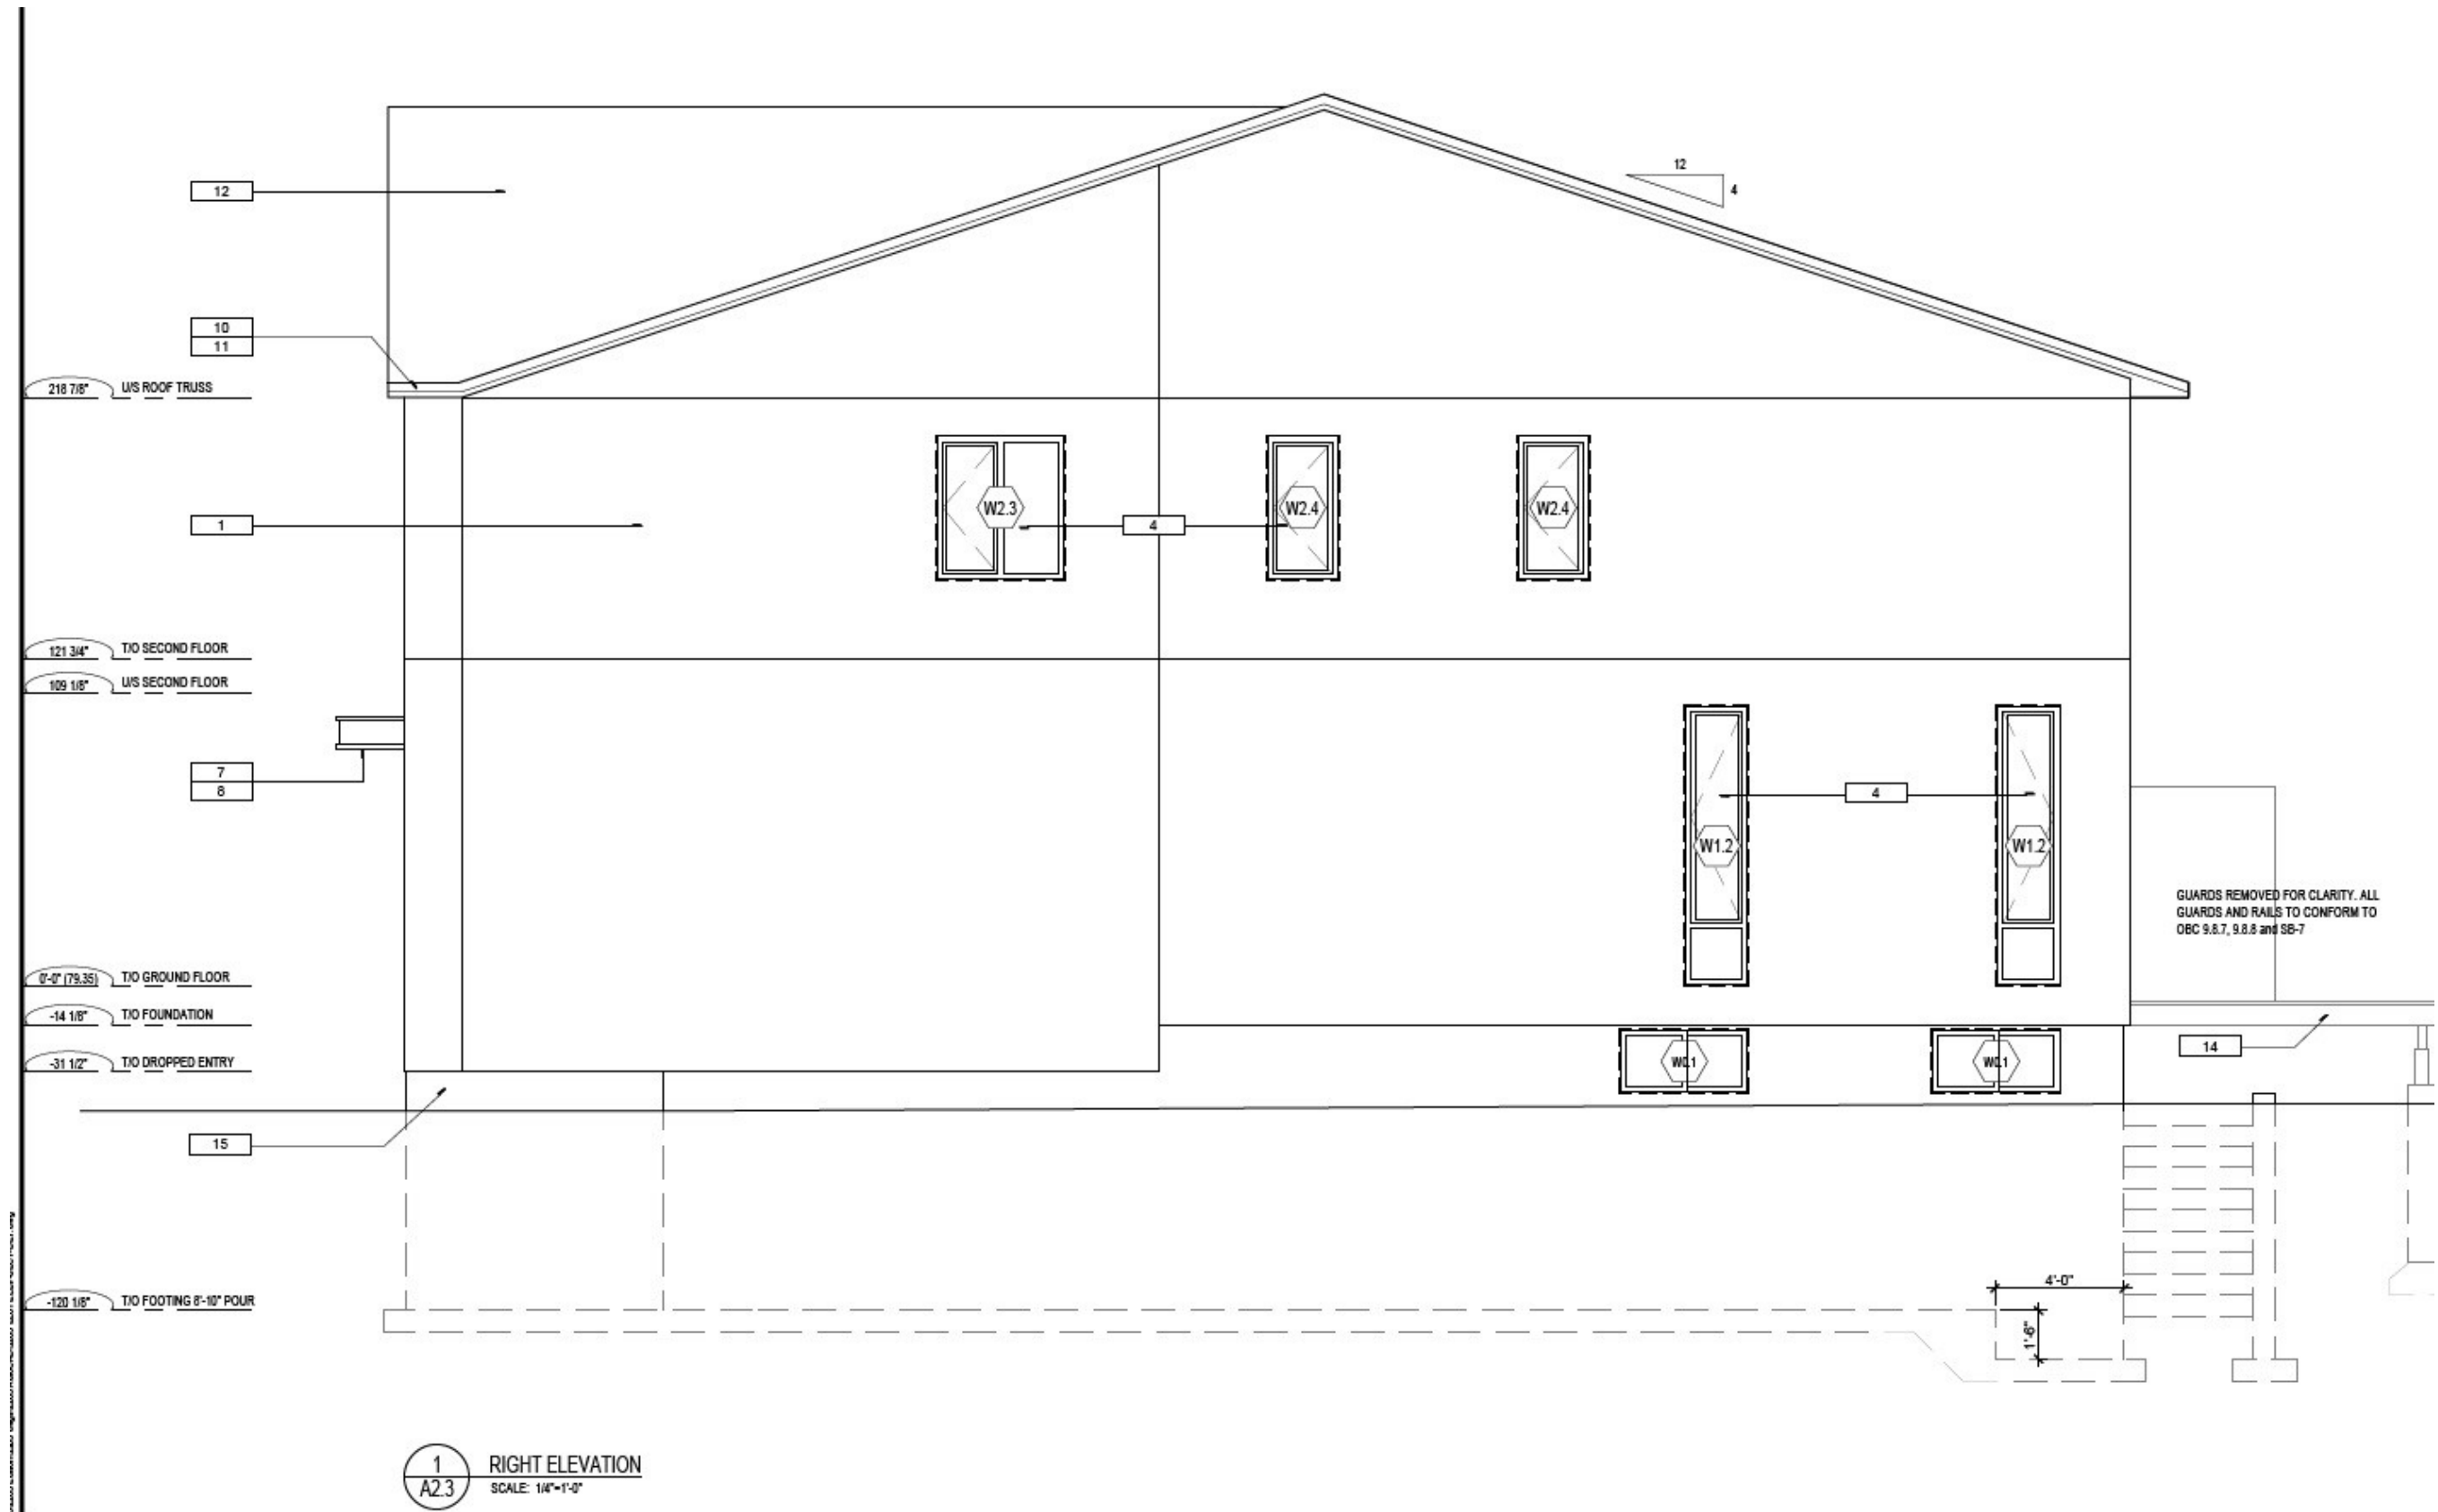 12
12
4
10
11
218 7/8" U/S ROOF TRUSS
W2.3
W2.4
W2.4
1
4
121 3/4" T/O SECOND FLOOR
109 1/8" U/S SECOND FLOOR
7
8
4
W1.2
W1.2
GUARDS REMOVED FOR CLARITY. ALL
GUARDS AND RAILS TO CONFORM TO
OBC 9.8.7, 9.8.8 and SB-7
0'-0" (79.35) T/O GROUND FLOOR
-14 1/8" T/O FOUNDATION
14
-31 1/2" T/O DROPPED ENTRY
W0.1
W0.1
15
4'-0"
-120 1/8" T/O FOOTING 8'-10" POUR
1'-6"
1
A2.3
RIGHT ELEVATION
SCALE: 1/4"=1'-0"